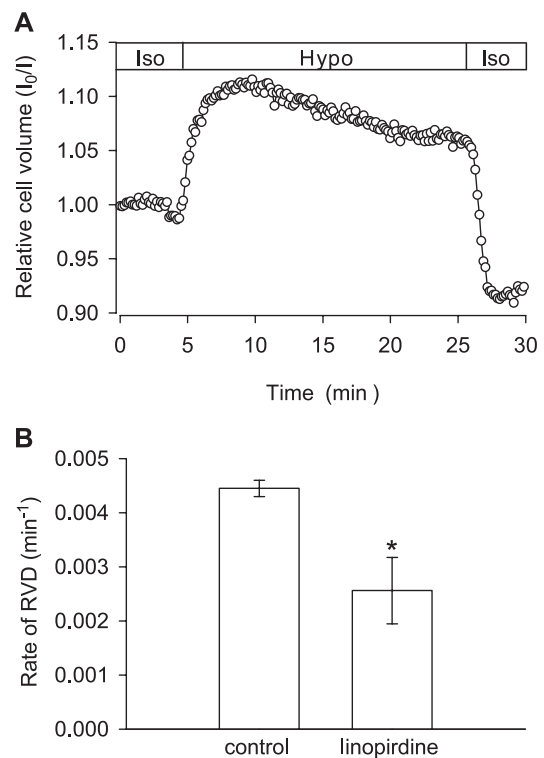 A
Iso Hypo Iso
Relative cell volume (I₀/I)
1.15
1.10
1.05
1.00
0.95
0.90
0 5 10 15 20 25 30
Time (min )
B
Rate of RVD (min⁻¹)
0.005
0.004
0.003
0.002
0.001
0.000
*
control linopirdine